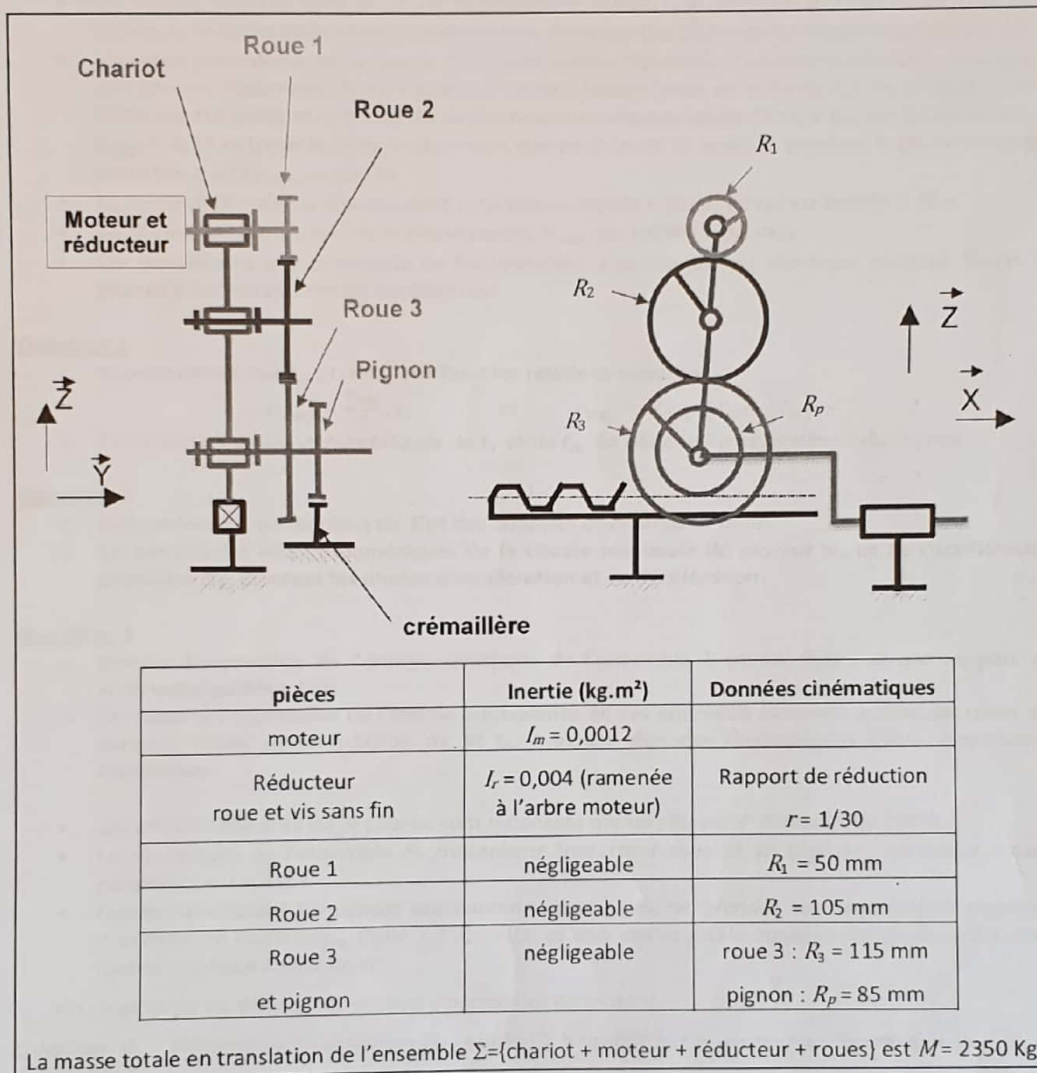 Roue 1
Chariot
Roue 2
R₁
Moteur et
réducteur
R₂
Roue 3
Z
Pignon
X
Z
R₃
Rₚ
Y
crémaillère
pièces Inertie (kg.m²) Données cinématiques
moteur Iₘ = 0,0012
Réducteur
roue et vis sans fin
Iᵣ = 0,004 (ramenée
à l'arbre moteur)
Rapport de réduction
r = 1/30
Roue 1 négligeable R₁ = 50 mm
Roue 2 négligeable R₂ = 105 mm
Roue 3
et pignon
négligeable
roue 3 : R₃ = 115 mm
pignon : Rₚ = 85 mm
La masse totale en translation de l'ensemble Σ={chariot + moteur + réducteur + roues} est M = 2350 Kg